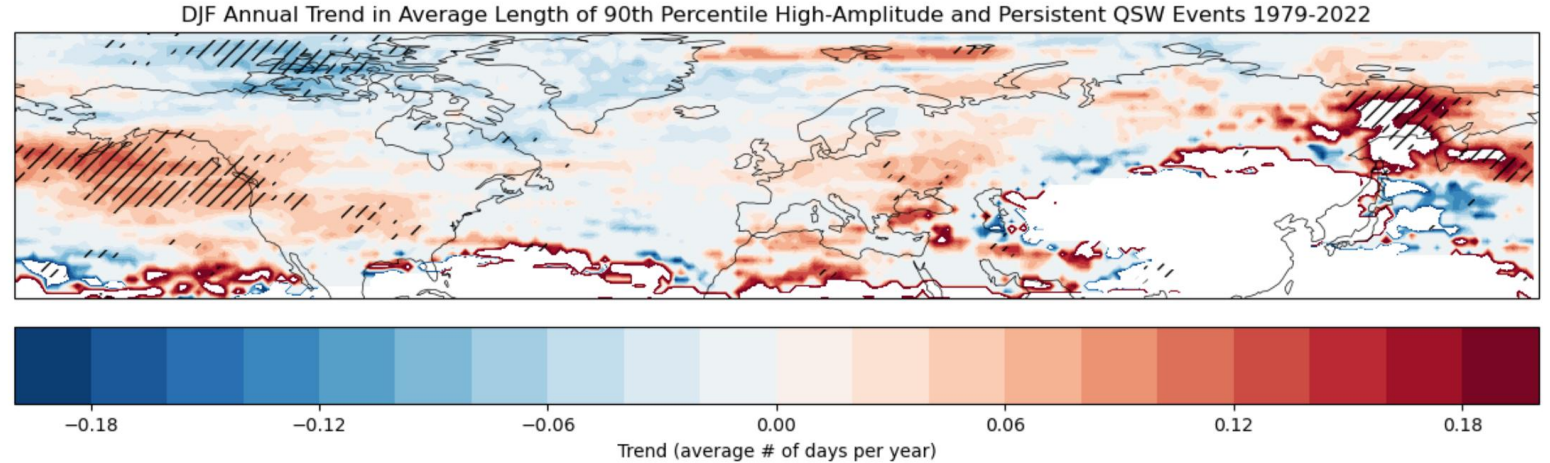 DJF Annual Trend in Average Length of 90th Percentile High-Amplitude and Persistent QSW Events 1979-2022
−0.18 −0.12 −0.06 0.00 0.06 0.12 0.18
Trend (average # of days per year)